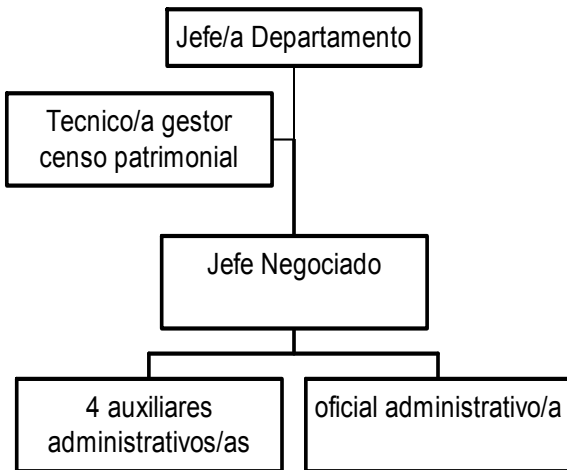 Jefe/a Departamento
Tecnico/a gestor
censo patrimonial
Jefe Negociado
4 auxiliares
administrativos/as
oficial administrativo/a